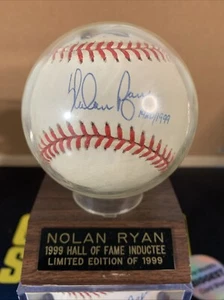 Nolan Ryan
NOLAN RYAN
1999 HALL OF FAME INDUCTEE
LIMITED EDITION OF 1999